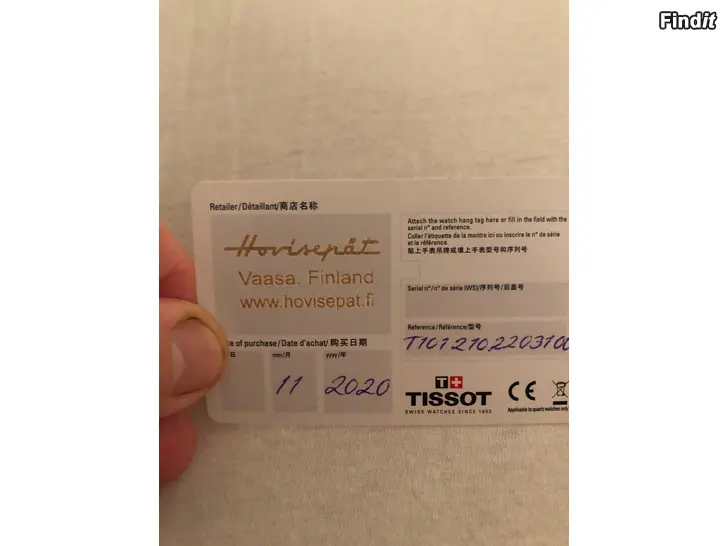 Findit
Retailer/Détaillant/商店名称
Hovisepät
Vaasa. Finland
www.hovisepat.fi
Attach the watch hang tag here or fill in the field with the
serial n° and reference.
Coller l'étiquette de la montre ici ou inscrire le n° de série
et le référence.
贴上手表吊牌或填上手表型号和序列号
Serial n°/n° de série (WS)/序列号/后盖号
Reference/Référence/型号
T1012102203100
of purchase/Date d'achat/购买日期
日 mm/月 yyyy/年
11 2020
T+
TISSOT
SWISS WATCHES SINCE 1853
CE
Applicable to quartz watches only